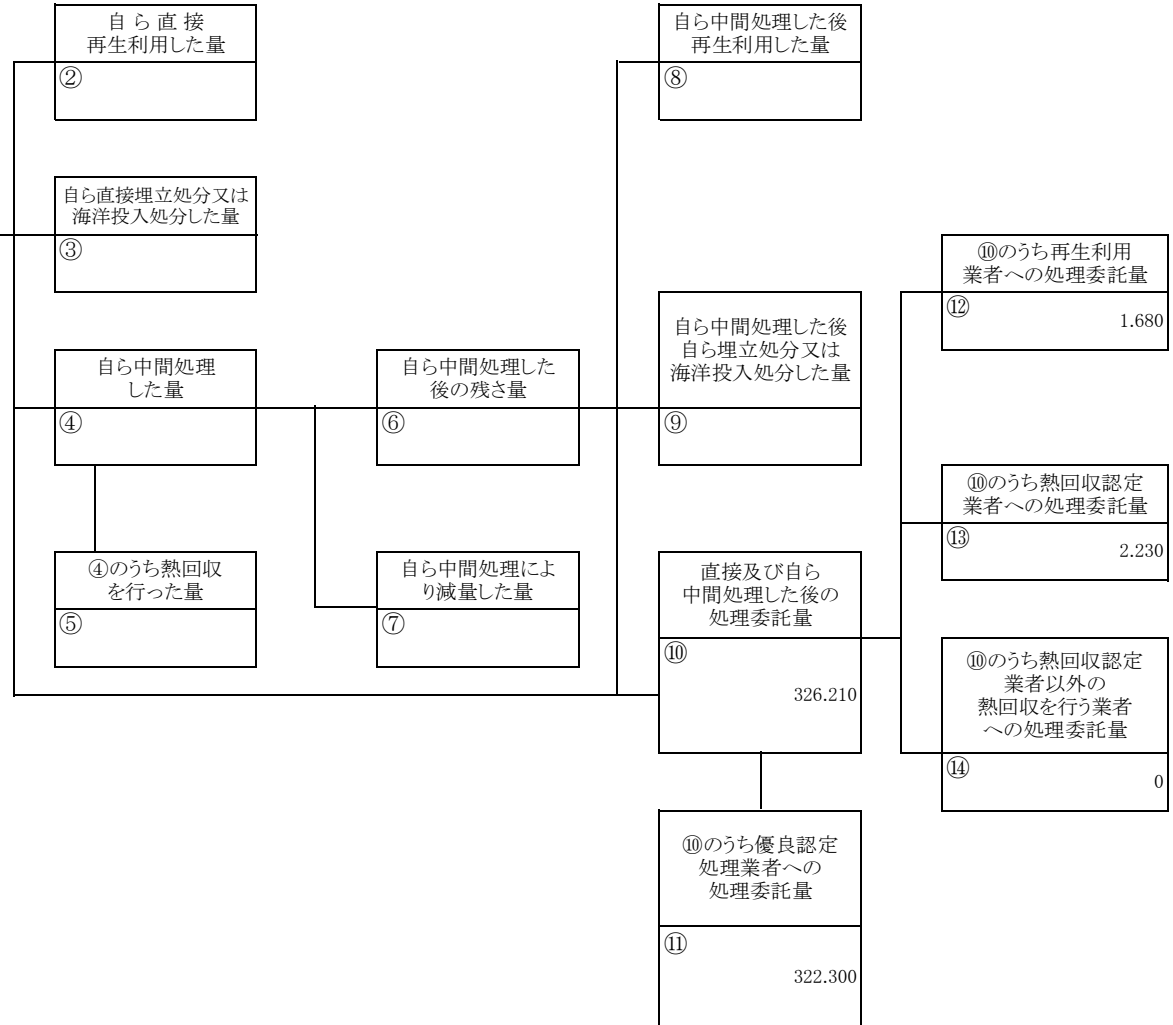 自 ら 直 接
再生利用した量
②
自ら直接埋立処分又は
海洋投入処分した量
③
自ら中間処理
した量
④
④のうち熱回収
を行った量
⑤
自ら中間処理した
後の残さ量
⑥
自ら中間処理によ
り減量した量
⑦
自ら中間処理した後
再生利用した量
⑧
自ら中間処理した後
自ら埋立処分又は
海洋投入処分した量
⑨
直接及び自ら
中間処理した後の
処理委託量
⑩
326.210
⑩のうち優良認定
処理業者への
処理委託量
⑪
322.300
⑩のうち再生利用
業者への処理委託量
⑫
1.680
⑩のうち熱回収認定
業者への処理委託量
⑬
2.230
⑩のうち熱回収認定
業者以外の
熱回収を行う業者
への処理委託量
⑭
0